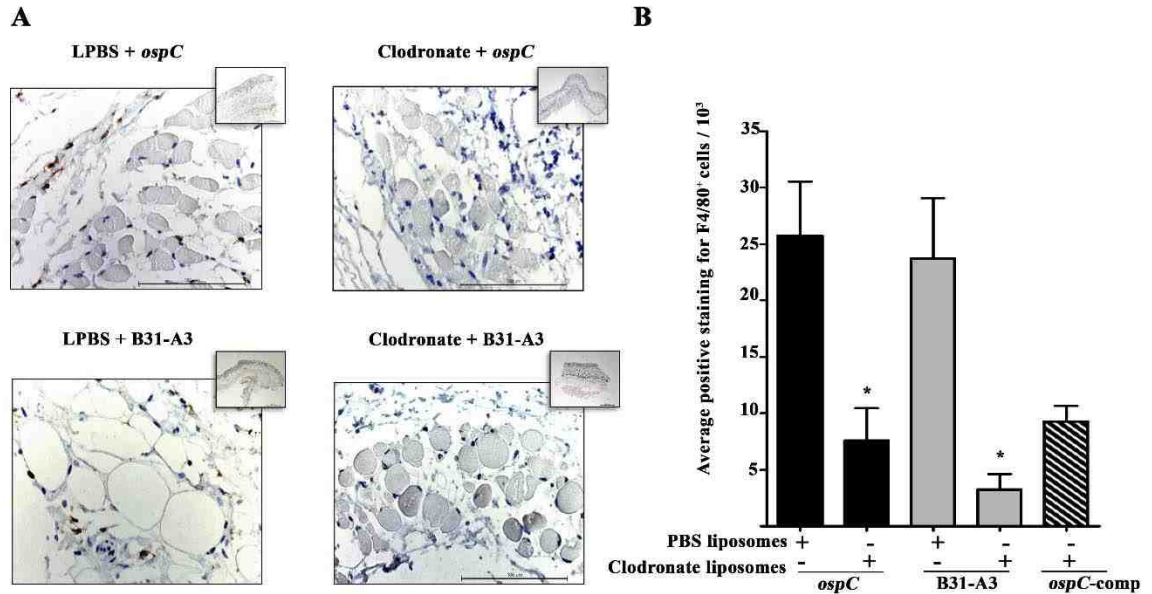 A
B
LPBS + ospC
Clodronate + ospC
LPBS + B31-A3
Clodronate + B31-A3
Average positive staining for F4/80⁺ cells / 10³
35
30
25
20
15
10
5
*
*
PBS liposomes + - + - -
Clodronate liposomes - + - + +
ospC B31-A3 ospC-comp